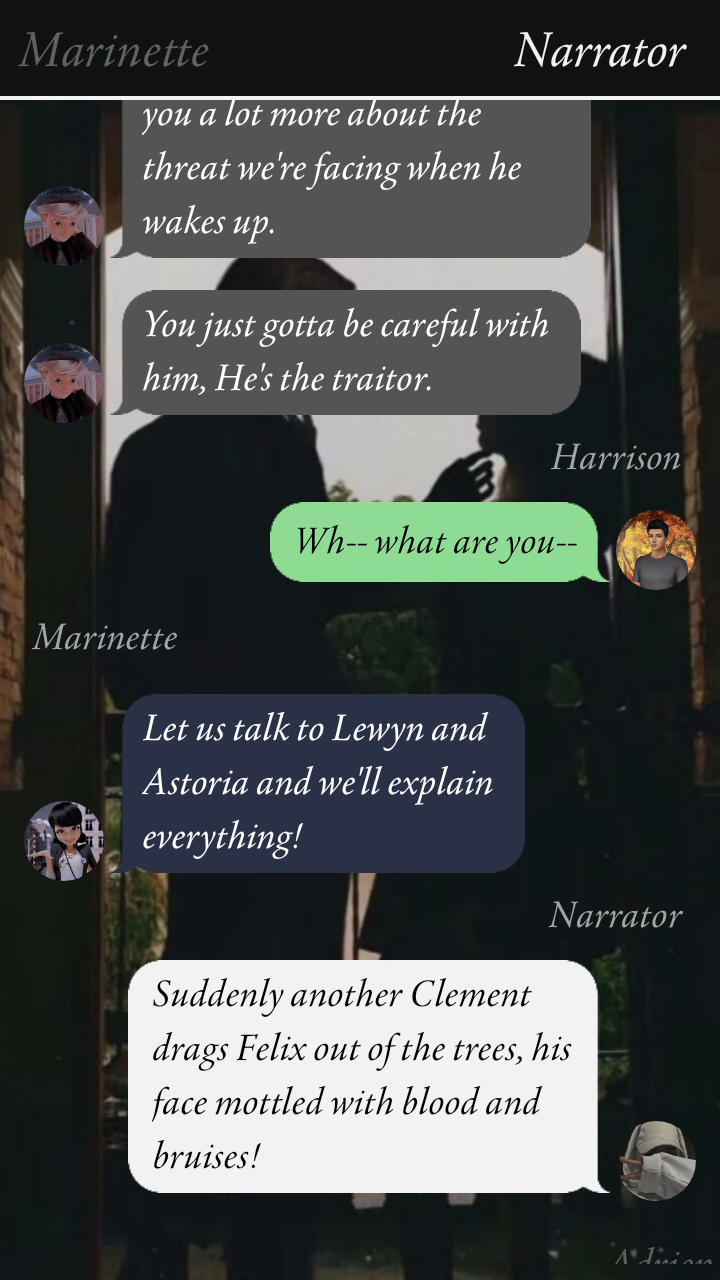 Marinette Narrator
you a lot more about the
threat we're facing when he
wakes up.
You just gotta be careful with
him, He's the traitor.
Harrison
Wh-- what are you--
Marinette
Let us talk to Lewyn and
Astoria and we'll explain
everything!
Narrator
Suddenly another Clement
drags Felix out of the trees, his
face mottled with blood and
bruises!